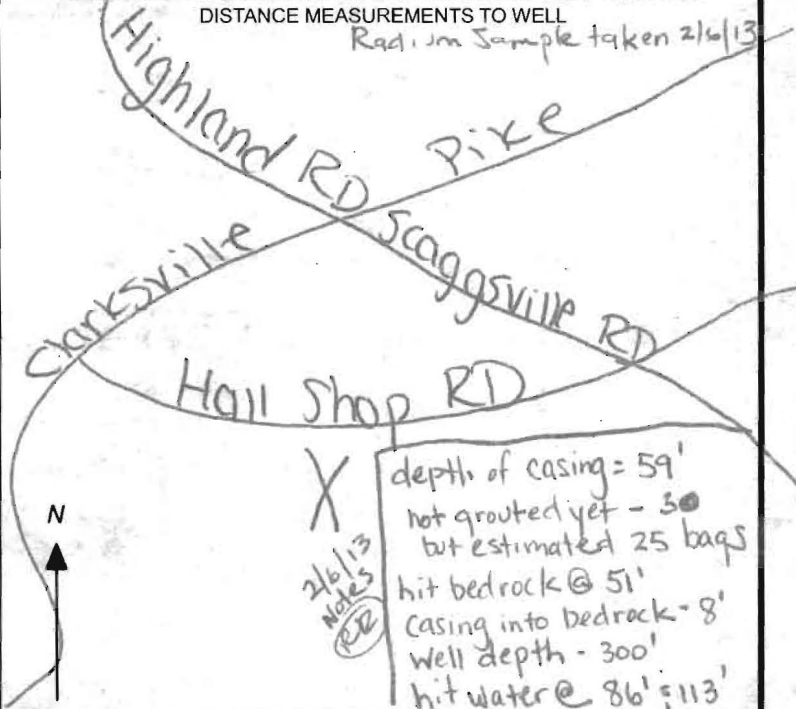 DISTANCE MEASUREMENTS TO WELL
Radium Sample taken 2/6/13
Highland RD
Pike
Scaggsville RD
Clarksville
Hall Shop RD
N
X
2/6/13
Notes
depth of casing = 59'
not grouted yet -
but estimated 25 bags
hit bedrock @ 51'
Casing into bedrock - 8'
well depth - 300'
hit water @ 86' & 113'